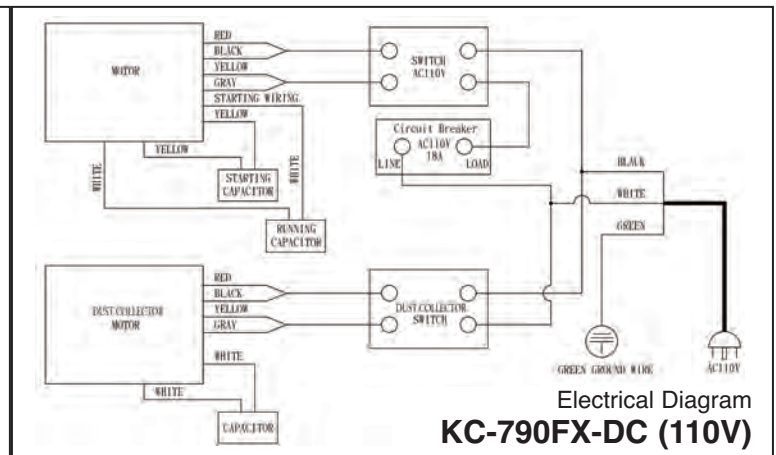 RED
BLACK
YELLOW
GRAY
STARTING WIRING
YELLOW
MOTOR
YELLOW
WHITE
STARTING
CAPACITOR
WHITE
RUNNING
CAPACITOR
SWITCH
AC110V
Circuit Breaker
AC110V
18A
LINE
LOAD
BLACK
WHITE
GREEN
RED
BLACK
YELLOW
GRAY
DUST COLLECTOR
MOTOR
WHITE
WHITE
CAPACITOR
DUST COLLECTOR
SWITCH
GREEN GROUND WIRE
AC110V
Electrical Diagram
KC-790FX-DC (110V)